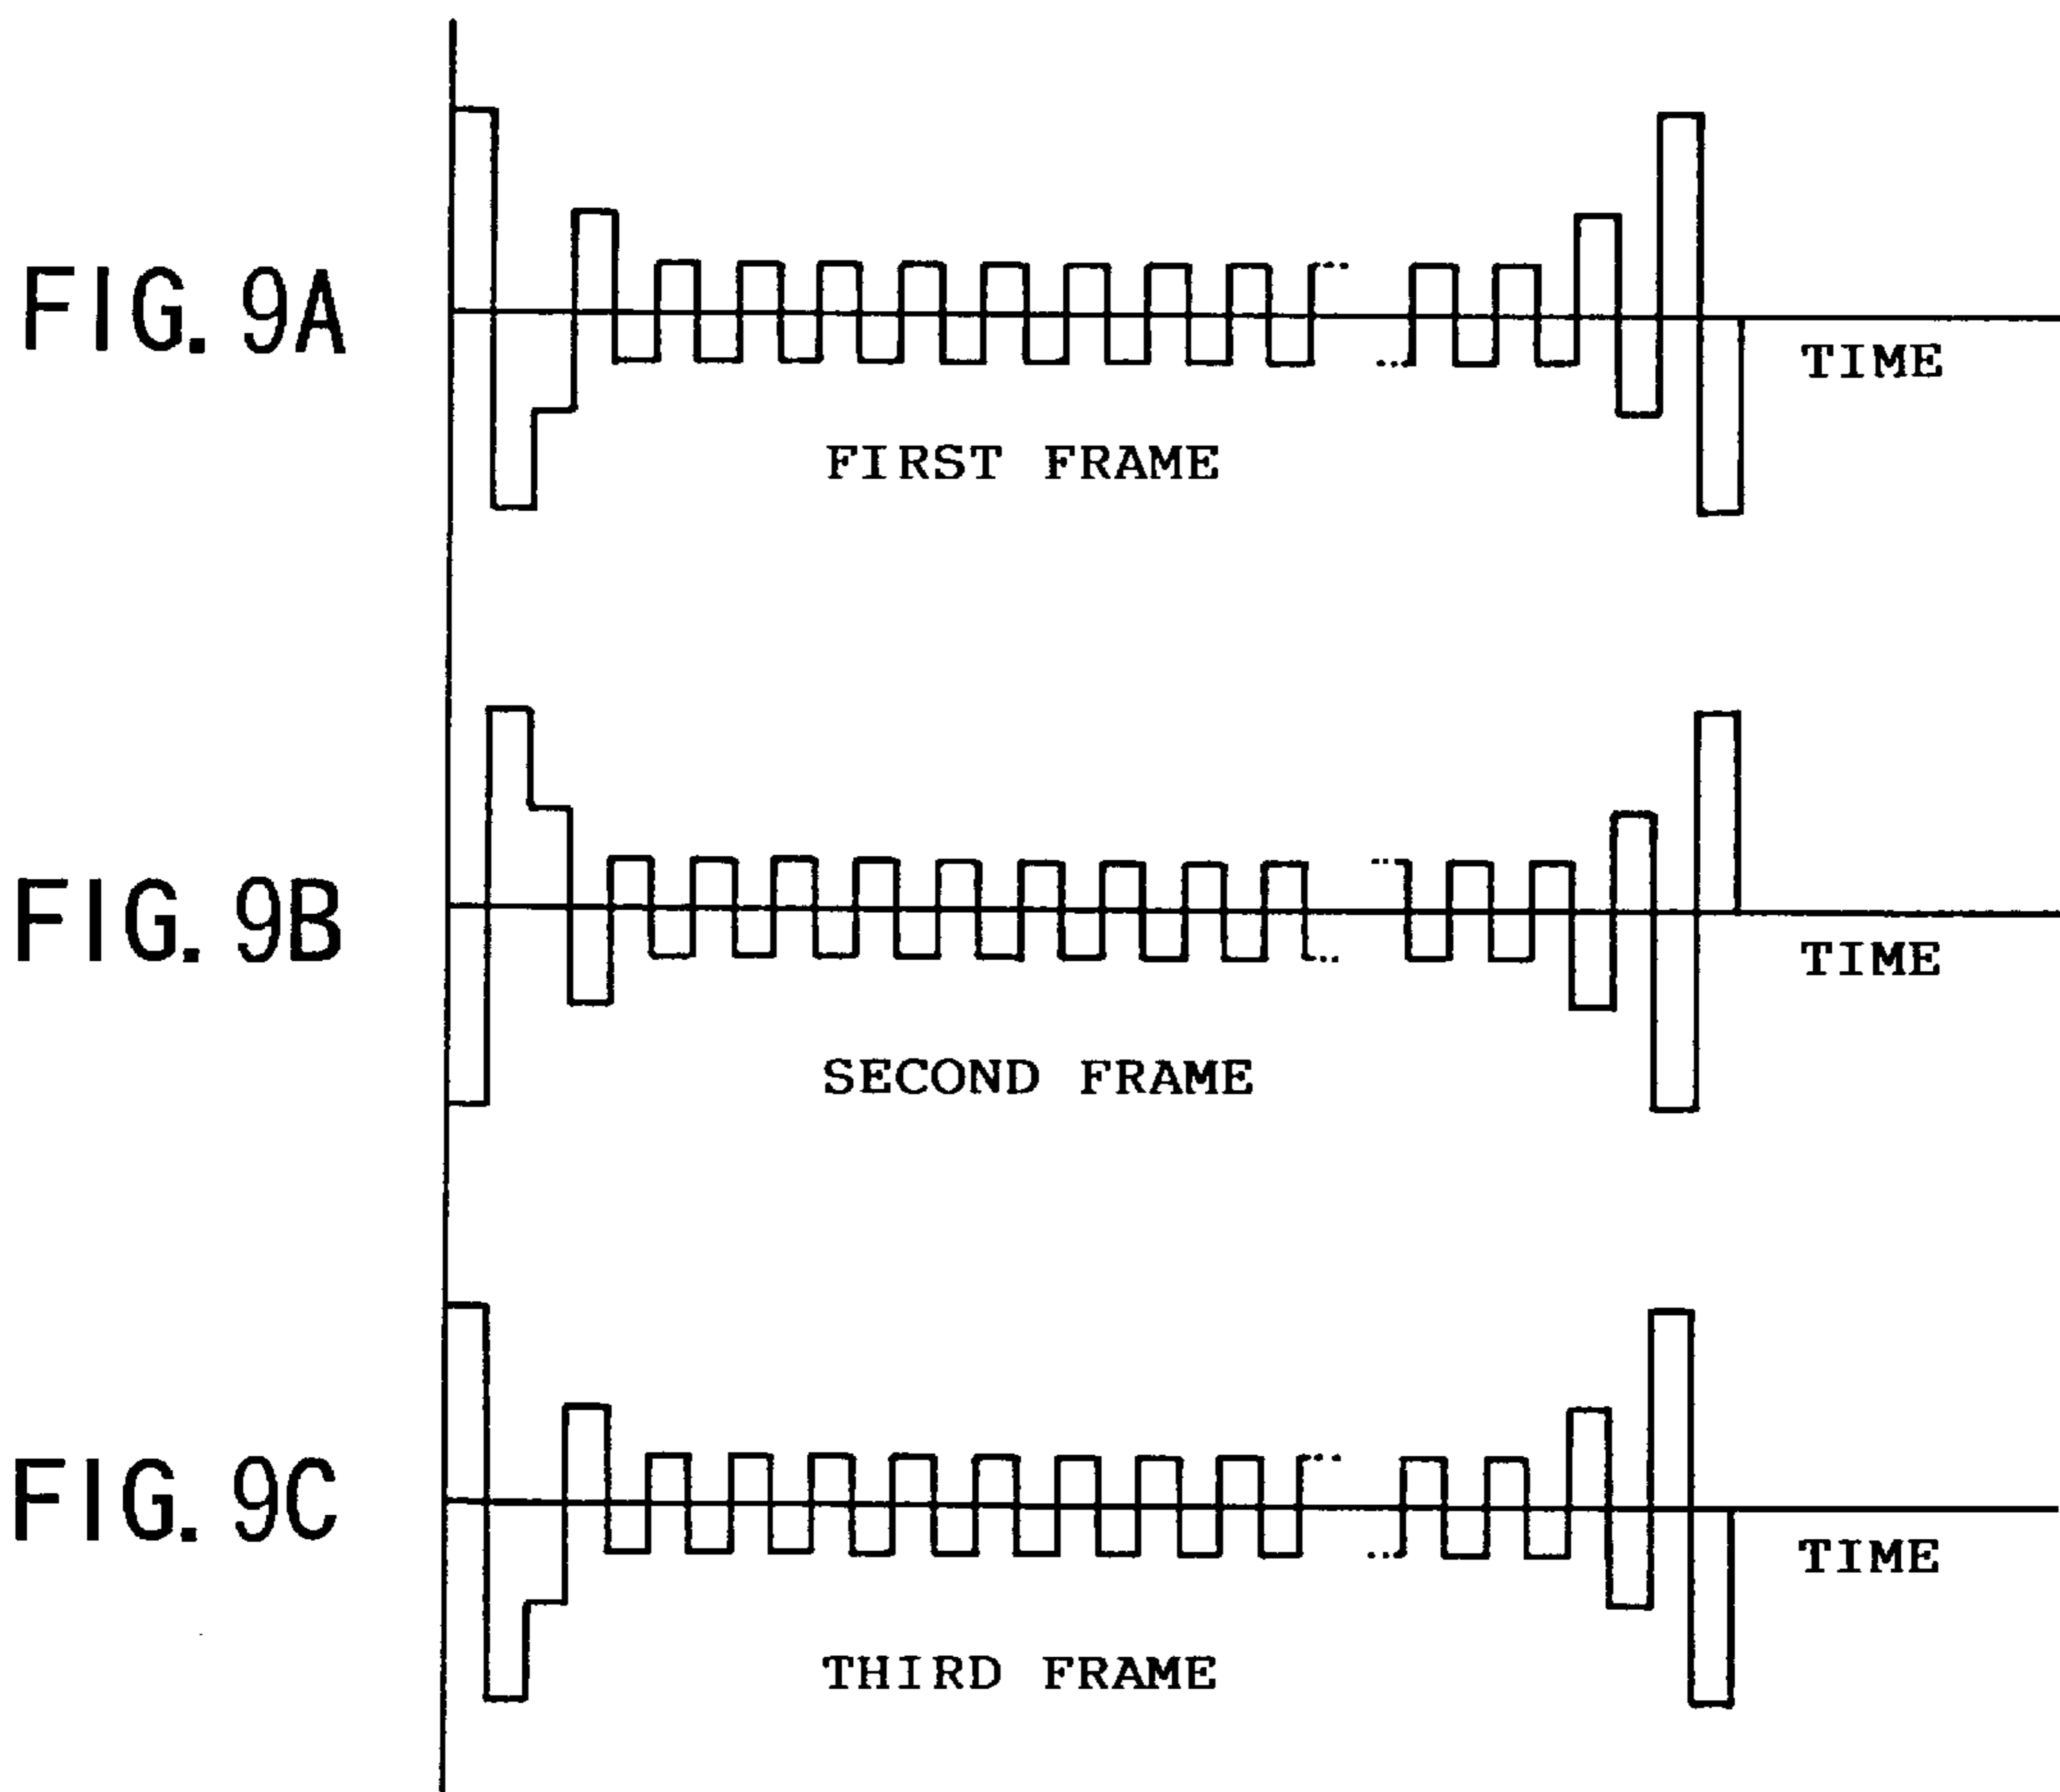 FIG. 9A
TIME
FIRST FRAME
FIG. 9B
TIME
SECOND FRAME
FIG. 9C
TIME
THIRD FRAME